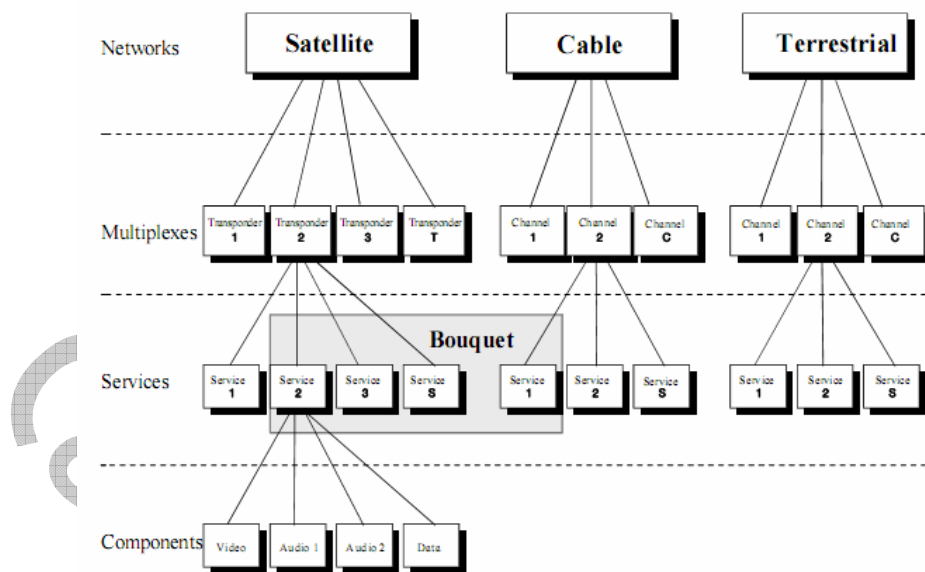 Networks
Satellite
Cable
Terrestrial
Multiplexes
Transponder
1
Transponder
2
Transponder
3
Transponder
T
Channel
1
Channel
2
Channel
C
Channel
1
Channel
2
Channel
C
Bouquet
Services
Service
1
Service
2
Service
3
Service
S
Service
1
Service
2
Service
S
Service
1
Service
2
Service
S
Components
Video
Audio 1
Audio 2
Data